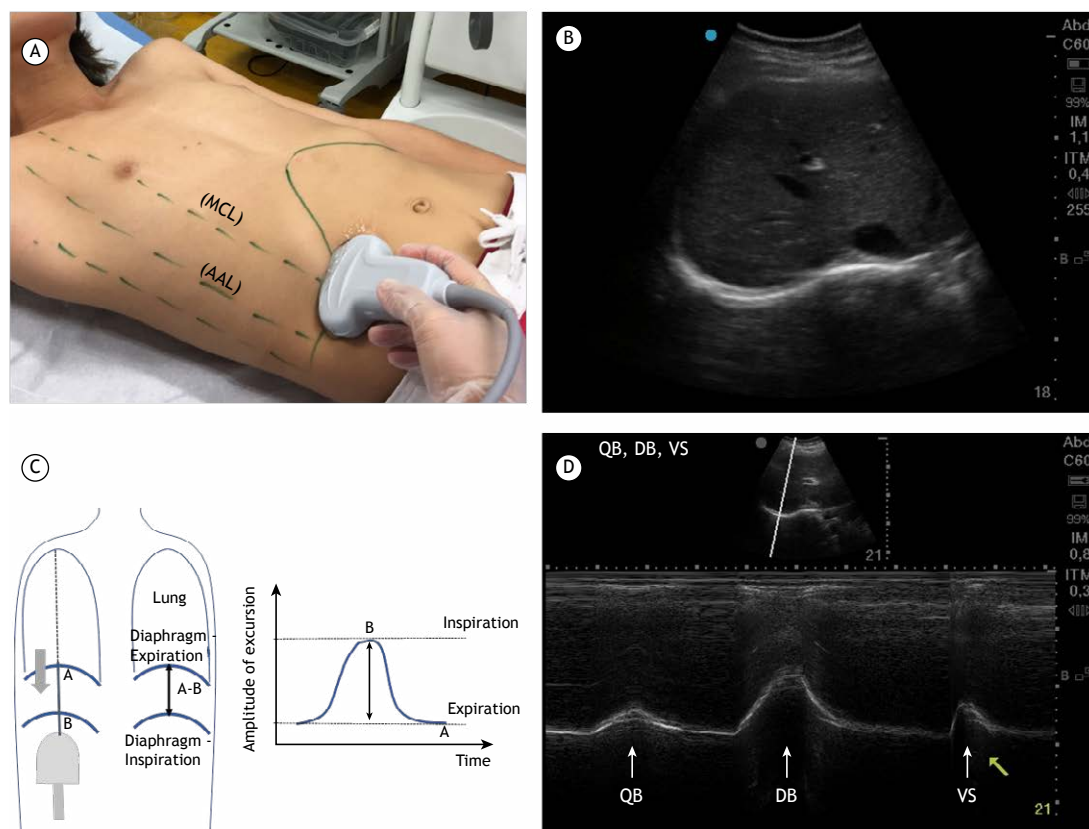 A
(MCL)
(AAL)
B
Abd
C60
99%
IM
1,1
ITM
0,4
255
B
18
C
Lung
Diaphragm -
Expiration
A
A-B
B
Diaphragm -
Inspiration
Amplitude of excursion
B
Inspiration
Expiration
A
Time
D
QB, DB, VS
21
Abd
C60
99%
IM
0,8
ITM
0,3
B
QB
DB
VS
21